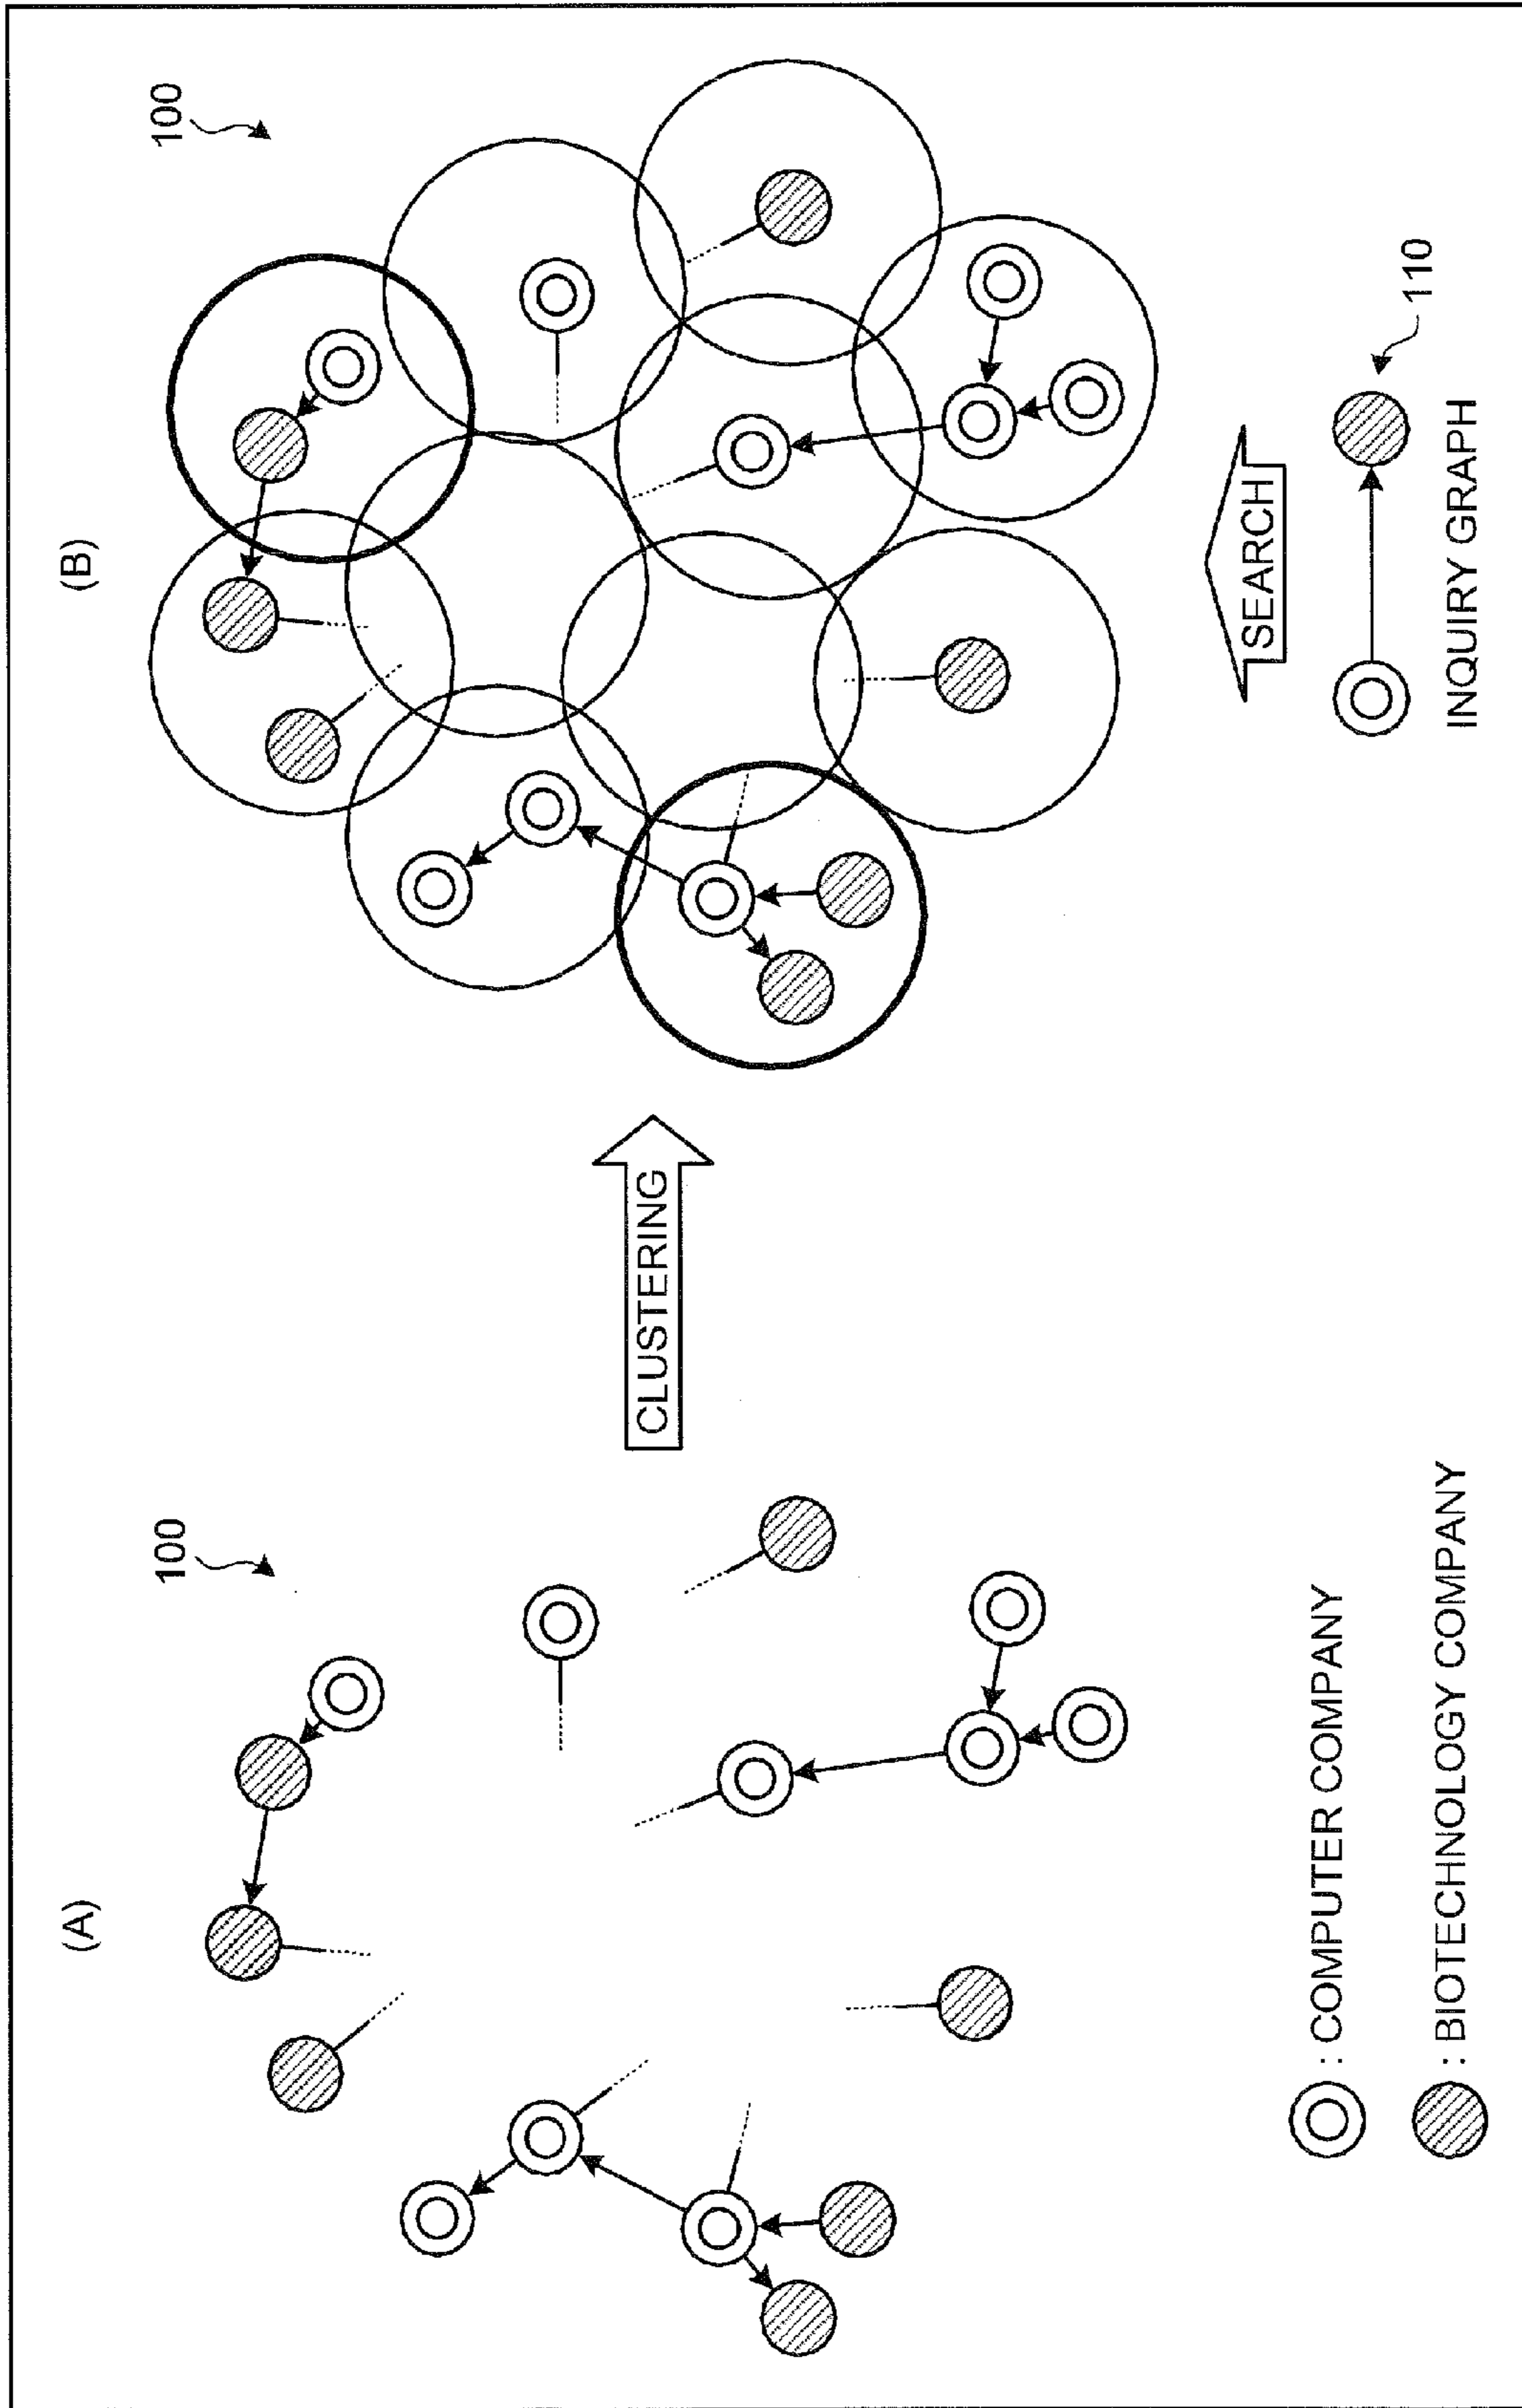 (A)
100
CLUSTERING
(B)
100
: COMPUTER COMPANY
: BIOTECHNOLOGY COMPANY
SEARCH
110
INQUIRY GRAPH